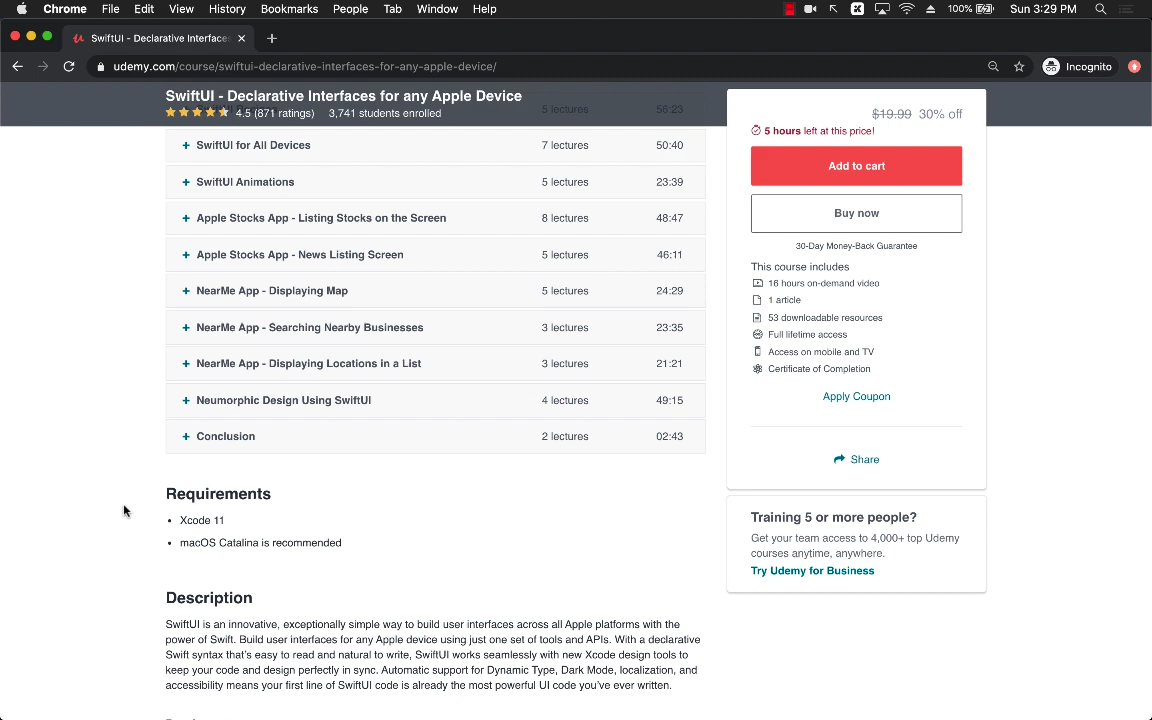 Chrome File Edit View History Bookmarks People Tab Window Help 100% Sun 3:29 PM
SwiftUI - Declarative Interfaces
udemy.com/course/swiftui-declarative-interfaces-for-any-apple-device/ Incognito
SwiftUI - Declarative Interfaces for any Apple Device
4.5 (871 ratings) 3,741 students enrolled
5 lectures 56:23
+ SwiftUI for All Devices 7 lectures 50:40
+ SwiftUI Animations 5 lectures 23:39
+ Apple Stocks App - Listing Stocks on the Screen 8 lectures 48:47
+ Apple Stocks App - News Listing Screen 5 lectures 46:11
+ NearMe App - Displaying Map 5 lectures 24:29
+ NearMe App - Searching Nearby Businesses 3 lectures 23:35
+ NearMe App - Displaying Locations in a List 3 lectures 21:21
+ Neumorphic Design Using SwiftUI 4 lectures 49:15
+ Conclusion 2 lectures 02:43
Requirements
• Xcode 11
• macOS Catalina is recommended
Description
SwiftUI is an innovative, exceptionally simple way to build user interfaces across all Apple platforms with the
power of Swift. Build user interfaces for any Apple device using just one set of tools and APIs. With a declarative
Swift syntax that's easy to read and natural to write, SwiftUI works seamlessly with new Xcode design tools to
keep your code and design perfectly in sync. Automatic support for Dynamic Type, Dark Mode, localization, and
accessibility means your first line of SwiftUI code is already the most powerful UI code you've ever written.
$19.99 30% off
5 hours left at this price!
Add to cart
Buy now
30-Day Money-Back Guarantee
This course includes
16 hours on-demand video
1 article
53 downloadable resources
Full lifetime access
Access on mobile and TV
Certificate of Completion
Apply Coupon
Share
Training 5 or more people?
Get your team access to 4,000+ top Udemy
courses anytime, anywhere.
Try Udemy for Business